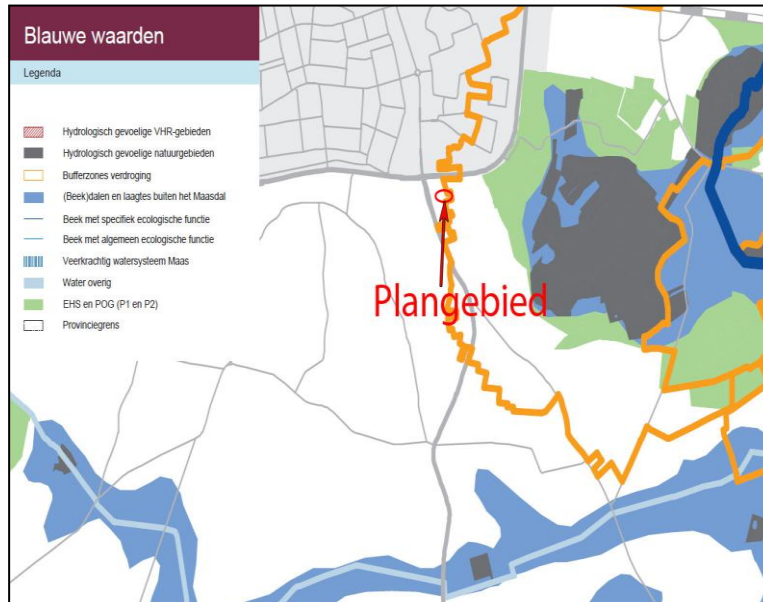 Blauwe waarden
Legenda
Hydrologisch gevoelige VHR-gebieden
Hydrologisch gevoelige natuurgebieden
Bufferzones verdroging
(Beek)dalen en laagtes buiten het Maasdal
Beek met specifiek ecologische functie
Beek met algemeen ecologische functie
Veerkrachtig watersysteem Maas
Water overig
EHS en POG (P1 en P2)
Provinciegrens
Plangebied